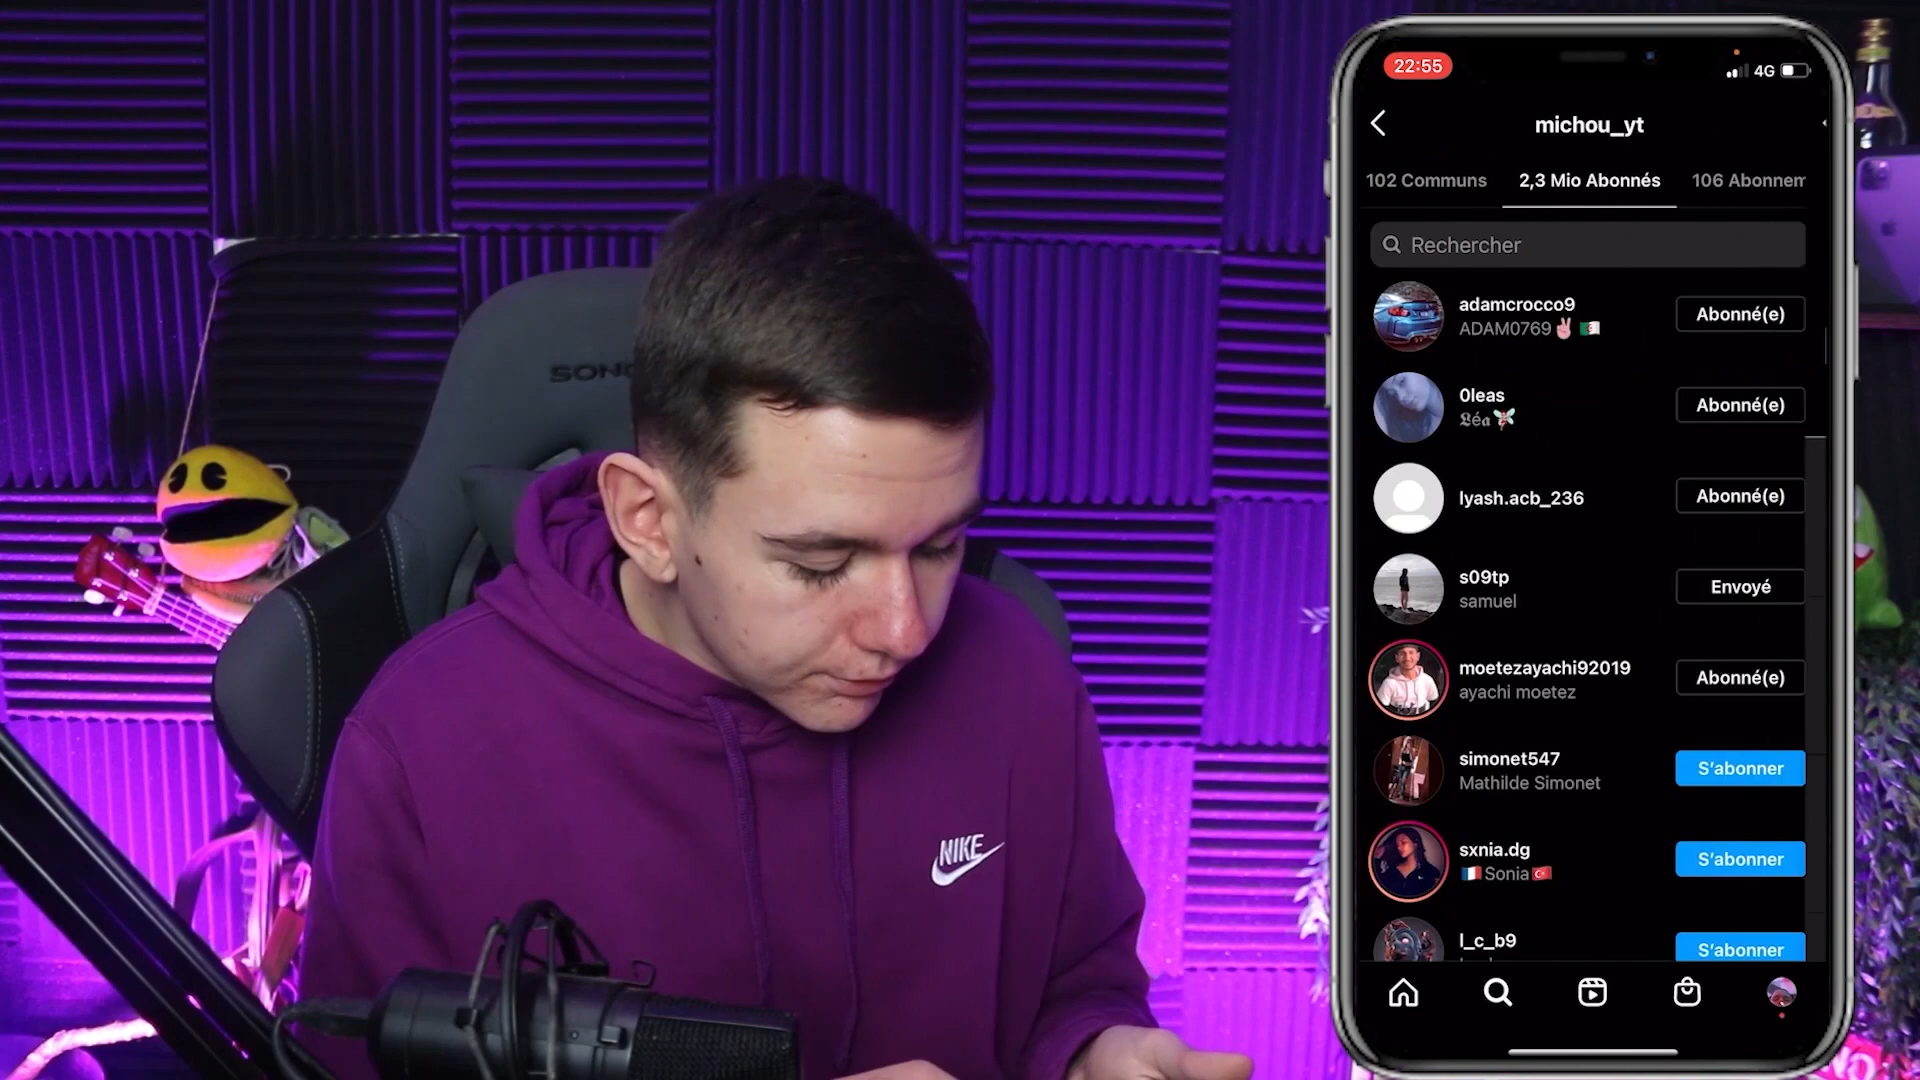 22:55
4G
michou_yt
102 Communs
2,3 Mio Abonnés
106 Abonnem
Rechercher
adamcrocco9
ADAM0769✌🏻 🇩🇿
Abonné(e)
0leas
𝕷é𝖆🧚
Abonné(e)
lyash.acb_236
Abonné(e)
s09tp
samuel
Envoyé
moetezayachi92019
ayachi moetez
Abonné(e)
simonet547
Mathilde Simonet
S'abonner
sxnia.dg
🇫🇷Sonia🇹🇷
S'abonner
l_c_b9
S'abonner
SONG
NIKE